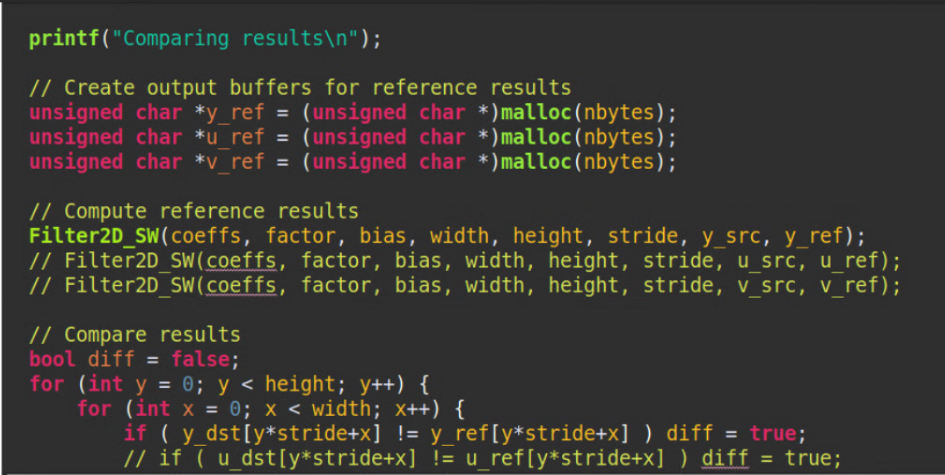 printf("Comparing results\n");
// Create output buffers for reference results
unsigned char *y_ref = (unsigned char *)malloc(nbytes);
unsigned char *u_ref = (unsigned char *)malloc(nbytes);
unsigned char *v_ref = (unsigned char *)malloc(nbytes);
// Compute reference results
Filter2D_SW(coeffs, factor, bias, width, height, stride, y_src, y_ref);
// Filter2D_SW(coeffs, factor, bias, width, height, stride, u_src, u_ref);
// Filter2D_SW(coeffs, factor, bias, width, height, stride, v_src, v_ref);
// Compare results
bool diff = false;
for (int y = 0; y < height; y++) {
    for (int x = 0; x < width; x++) {
        if ( y_dst[y*stride+x] != y_ref[y*stride+x] ) diff = true;
        // if ( u_dst[y*stride+x] != u_ref[y*stride+x] ) diff = true;